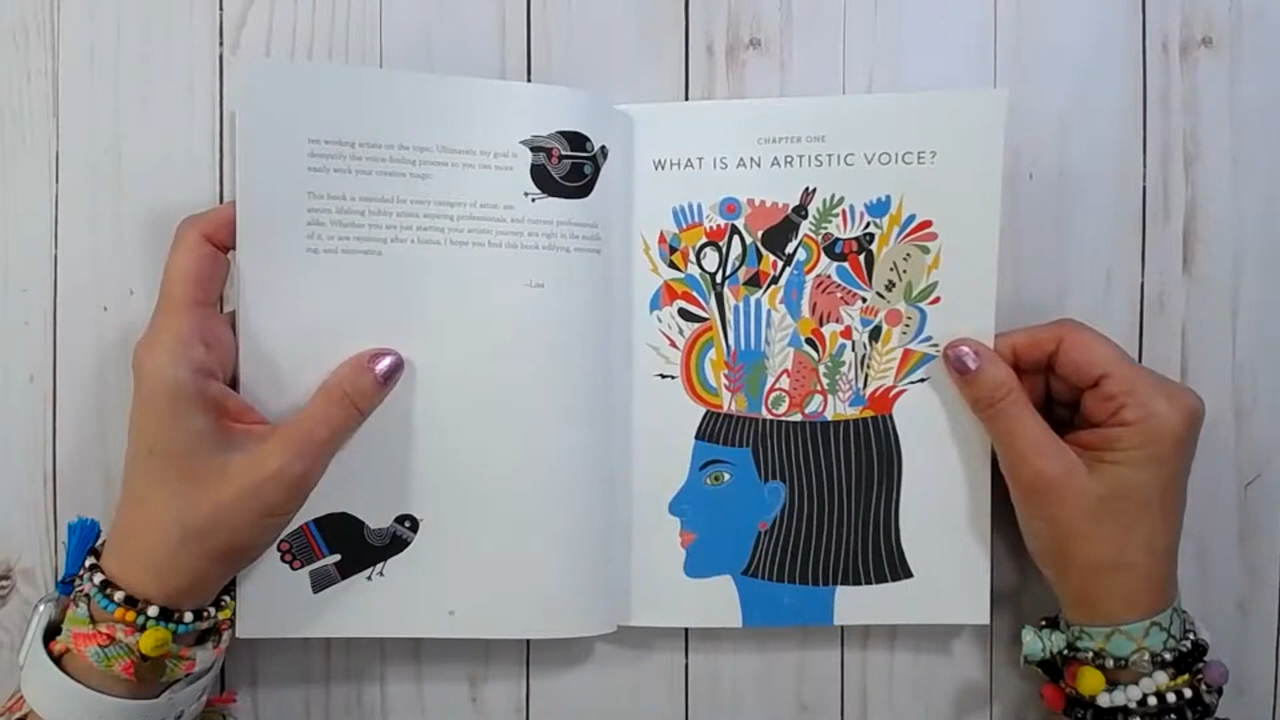 ten working artists on the topic. Ultimately, my goal is
demystify the voice-finding process so you can more
easily work your creative magic.
This book is intended for every category of artist: am-
ateurs, lifelong hobby artists, aspiring professionals, and current professionals
alike. Whether you are just starting your artistic journey, are right in the middle
of it, or are returning after a hiatus, I hope you find this book edifying,
ing, and motivating.
–Lisa
CHAPTER ONE
WHAT IS AN ARTISTIC VOICE?
"#%;"